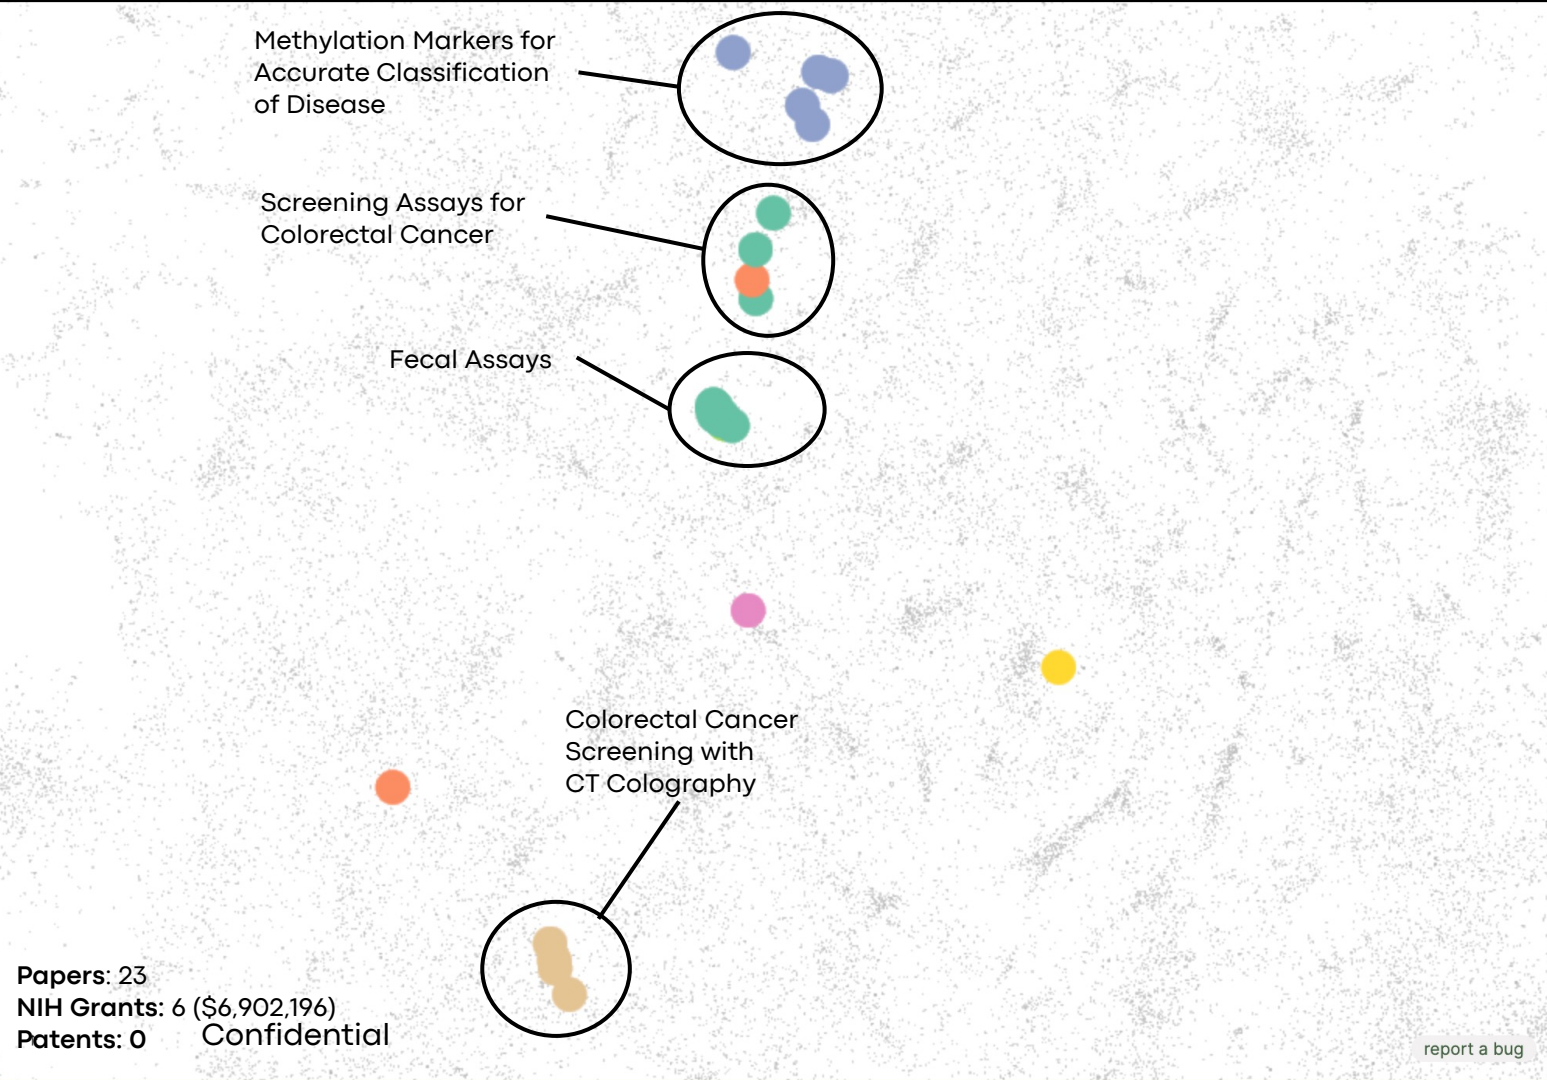 Methylation Markers for
Accurate Classification
of Disease
Screening Assays for
Colorectal Cancer
Fecal Assays
Colorectal Cancer
Screening with
CT Colography
Papers: 23
NIH Grants: 6 ($6,902,196)
Patents: 0
Confidential
report a bug